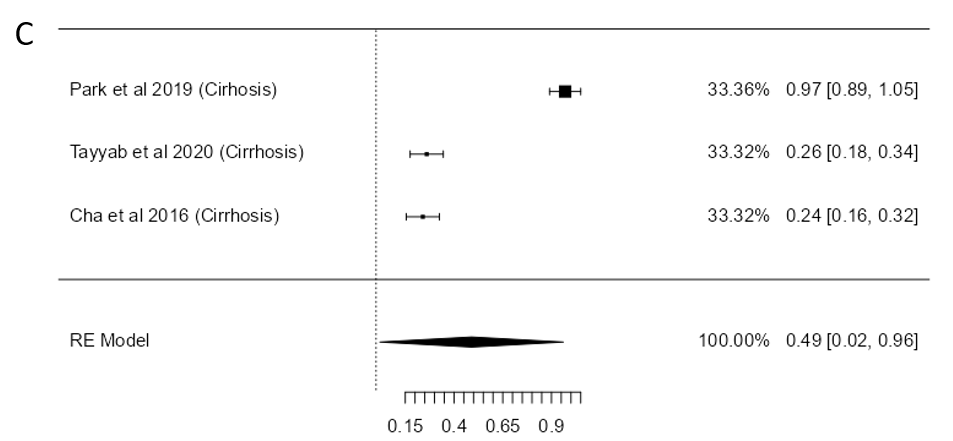 C
Park et al 2019 (Cirhosis) 33.36% 0.97 [0.89, 1.05]
Tayyab et al 2020 (Cirrhosis) 33.32% 0.26 [0.18, 0.34]
Cha et al 2016 (Cirrhosis) 33.32% 0.24 [0.16, 0.32]
RE Model 100.00% 0.49 [0.02, 0.96]
0.15 0.4 0.65 0.9